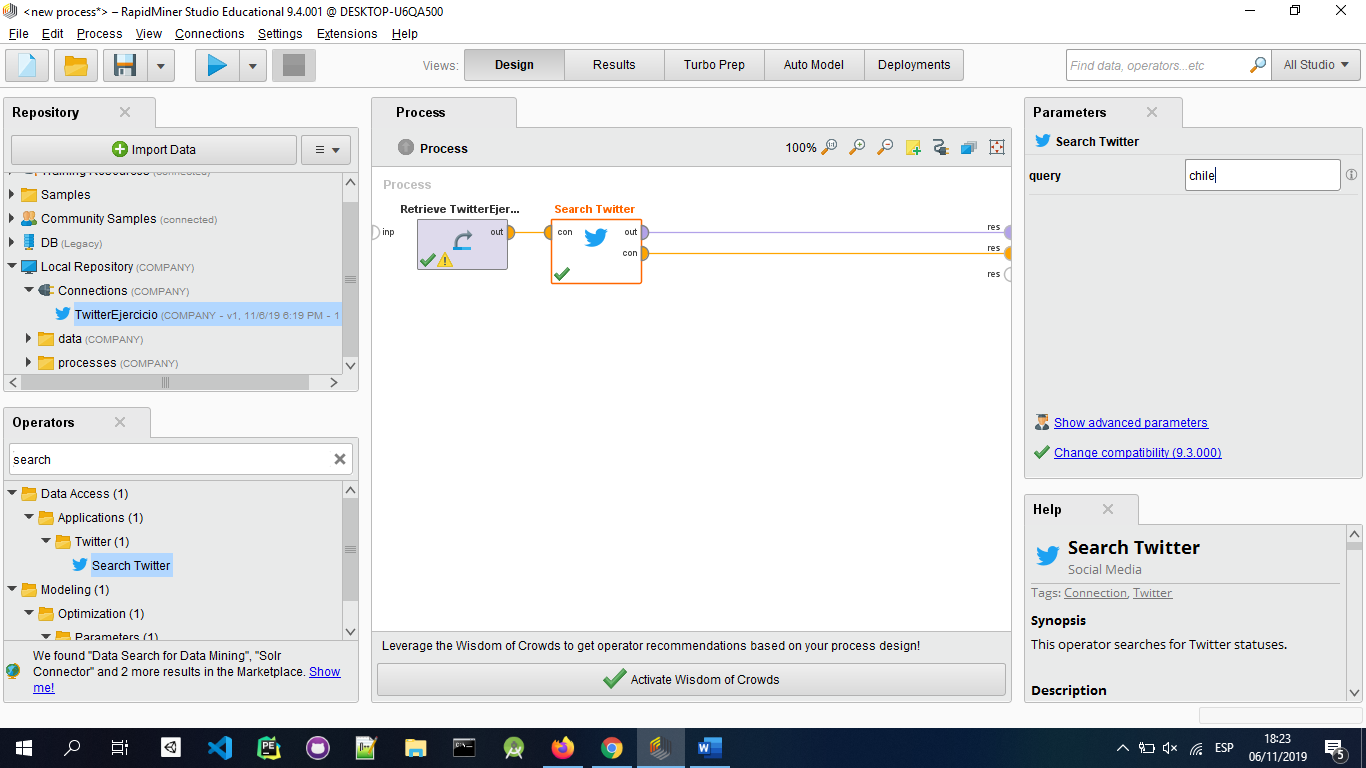 <new process*> – RapidMiner Studio Educational 9.4.001 @ DESKTOP-U6QA500
File Edit Process View Connections Settings Extensions Help
Views: Design Results Turbo Prep Auto Model Deployments
Find data, operators...etc
All Studio
Repository
Import Data
Training Resources (connected)
Samples
Community Samples (connected)
DB (Legacy)
Local Repository (COMPANY)
Connections (COMPANY)
TwitterEjercicio (COMPANY - v1, 11/6/19 6:19 PM - 1
data (COMPANY)
processes (COMPANY)
Operators
search
Data Access (1)
Applications (1)
Twitter (1)
Search Twitter
Modeling (1)
Optimization (1)
Parameters (1)
We found "Data Search for Data Mining", "Solr
Connector" and 2 more results in the Marketplace. Show
me!
Process
Process
100%
Process
Retrieve TwitterEjer...
Search Twitter
inp
out
con
out
con
res
res
res
Leverage the Wisdom of Crowds to get operator recommendations based on your process design!
Activate Wisdom of Crowds
Parameters
Search Twitter
query
chile
Show advanced parameters
Change compatibility (9.3.000)
Help
Search Twitter
Social Media
Tags: Connection, Twitter
Synopsis
This operator searches for Twitter statuses.
Description
ESP
18:23
06/11/2019
5